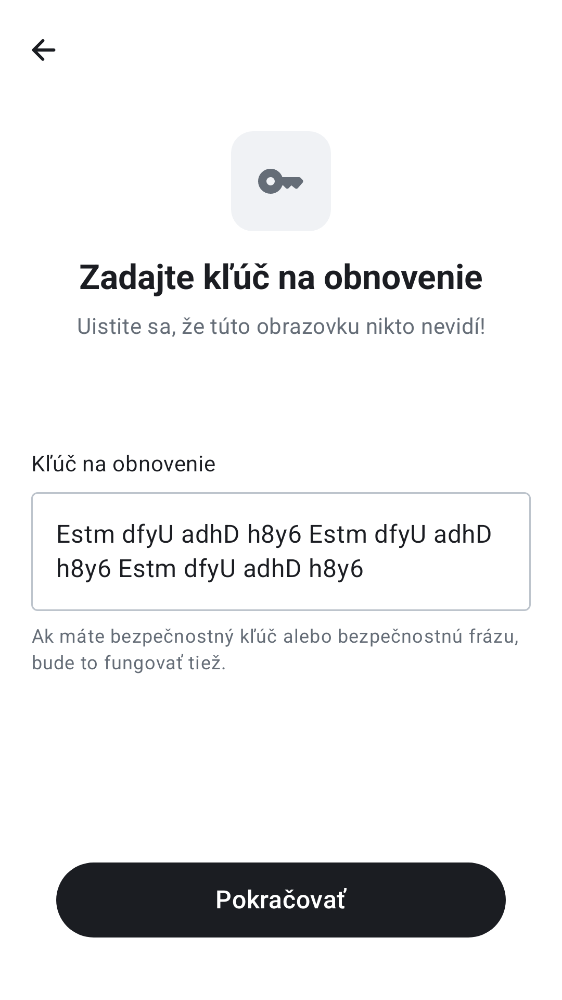 Zadajte kľúč na obnovenie
Uistite sa, že túto obrazovku nikto nevidí!
Kľúč na obnovenie
Estm dfyU adhD h8y6 Estm dfyU adhD
h8y6 Estm dfyU adhD h8y6
Ak máte bezpečnostný kľúč alebo bezpečnostnú frázu,
bude to fungovať tiež.
Pokračovať